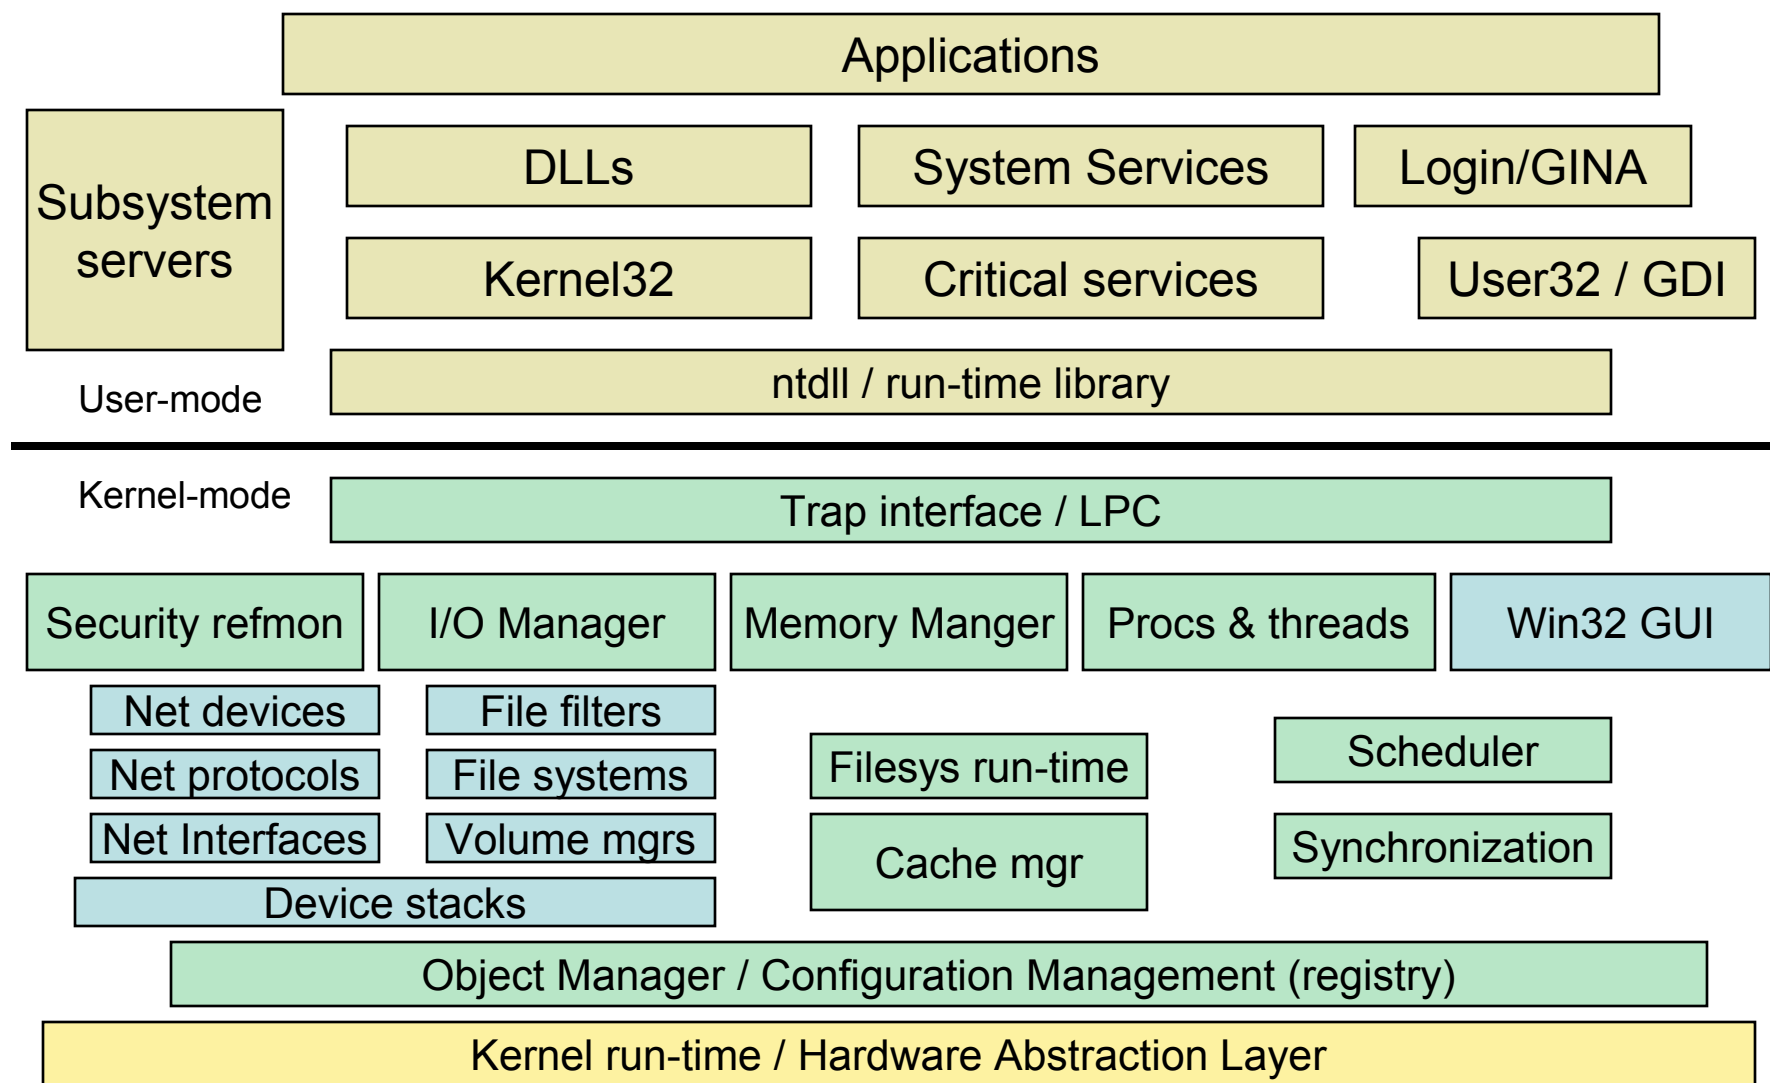 Applications
Subsystem
servers
DLLs
System Services
Login/GINA
Kernel32
Critical services
User32 / GDI
ntdll / run-time library
User-mode
Kernel-mode
Trap interface / LPC
Security refmon
I/O Manager
Memory Manger
Procs & threads
Win32 GUI
Net devices
File filters
Net protocols
File systems
Net Interfaces
Volume mgrs
Device stacks
Filesys run-time
Cache mgr
Scheduler
Synchronization
Object Manager / Configuration Management (registry)
Kernel run-time / Hardware Abstraction Layer